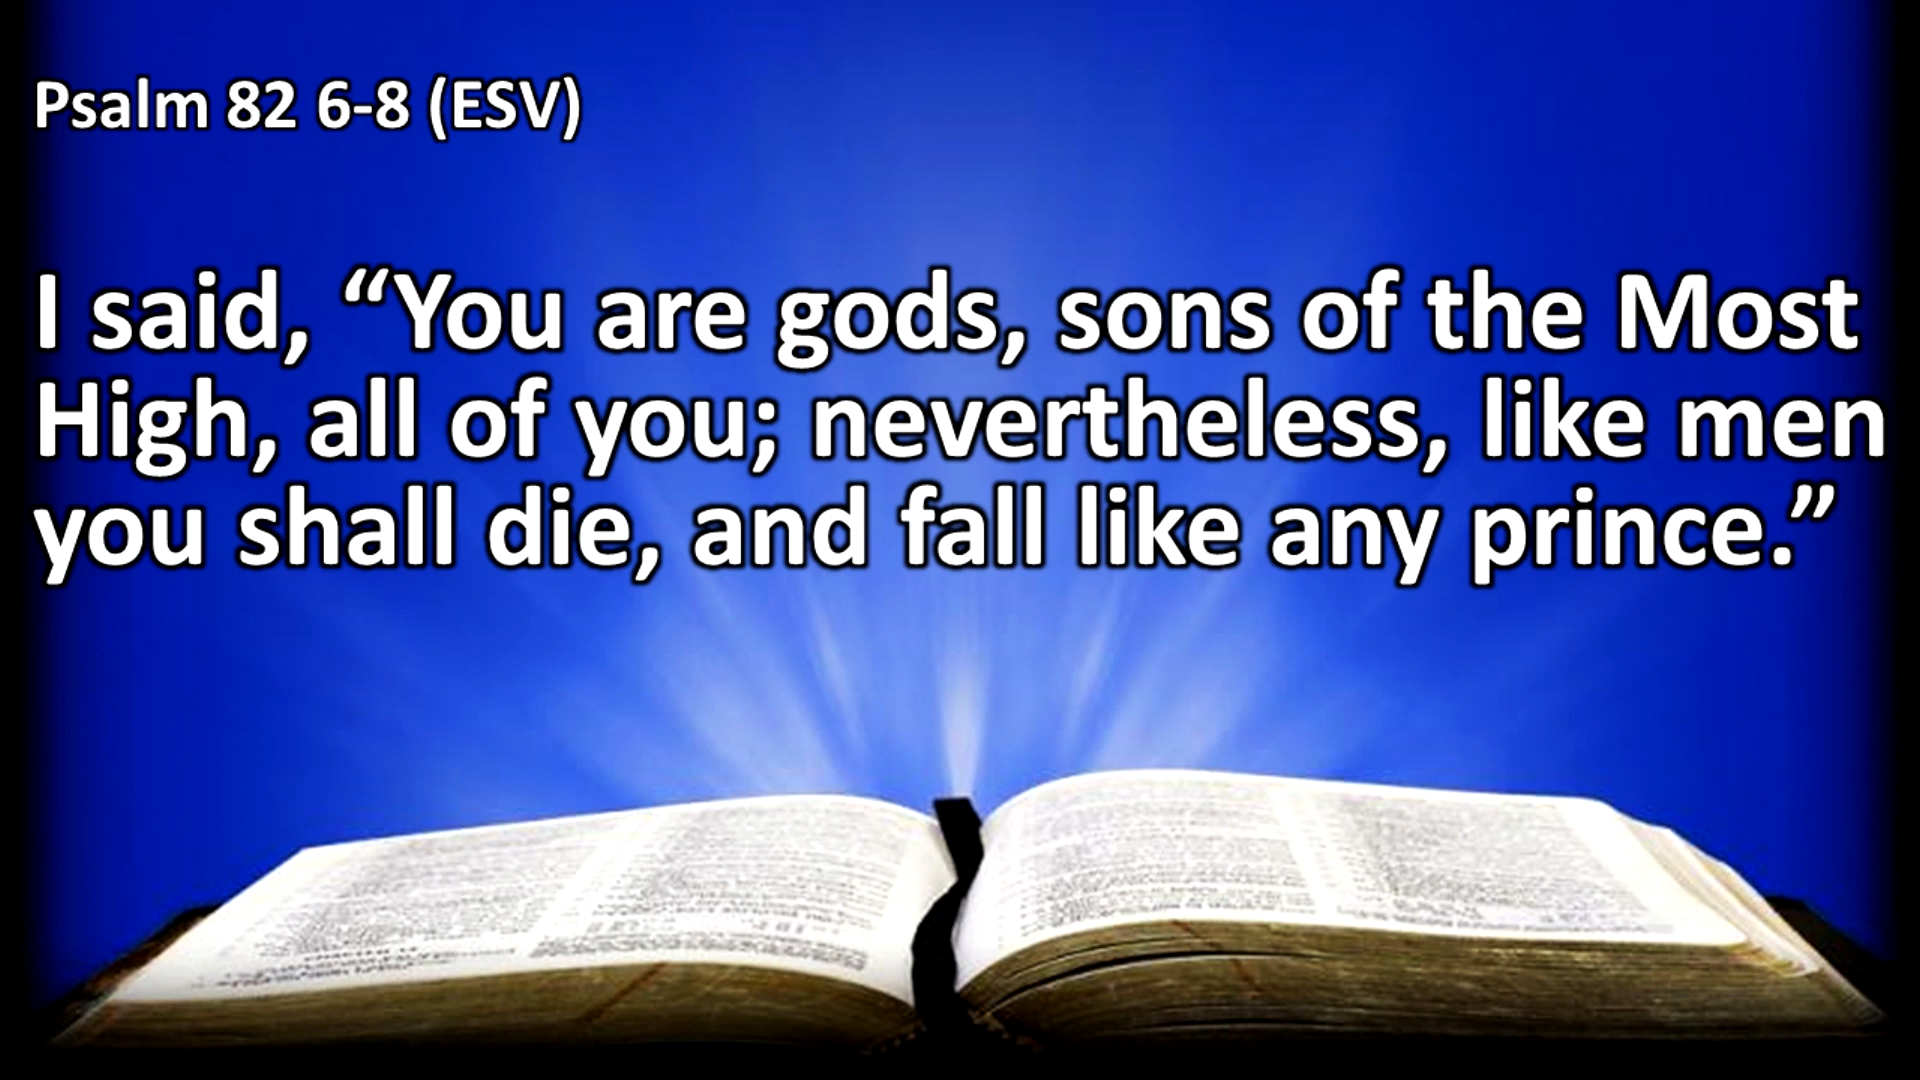 Psalm 82 6-8 (ESV)
I said, “You are gods, sons of the Most
High, all of you; nevertheless, like men
you shall die, and fall like any prince.”